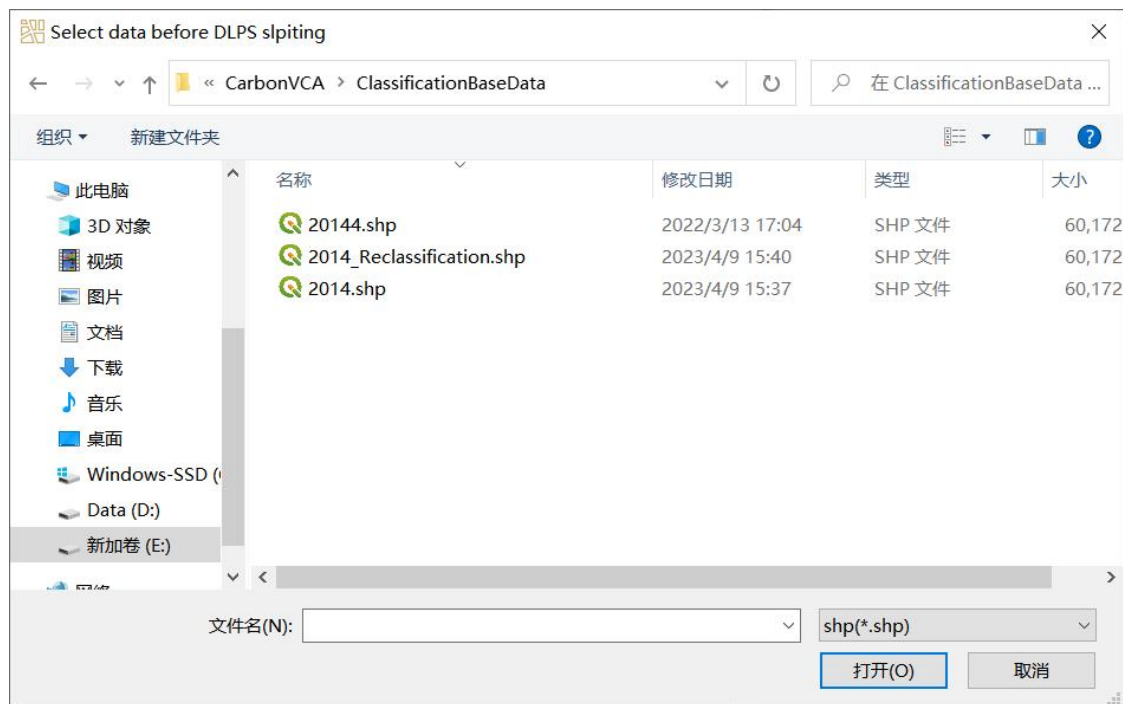 Select data before DLPS slpiting
« CarbonVCA > ClassificationBaseData
在 ClassificationBaseData ...
组织
新建文件夹
名称 修改日期 类型 大小
此电脑
3D 对象
视频
图片
文档
下载
音乐
桌面
Windows-SSD (
Data (D:)
新加卷 (E:)
20144.shp 2022/3/13 17:04 SHP 文件 60,172
2014_Reclassification.shp 2023/4/9 15:40 SHP 文件 60,172
2014.shp 2023/4/9 15:37 SHP 文件 60,172
文件名(N):
shp(*.shp)
打开(O)
取消